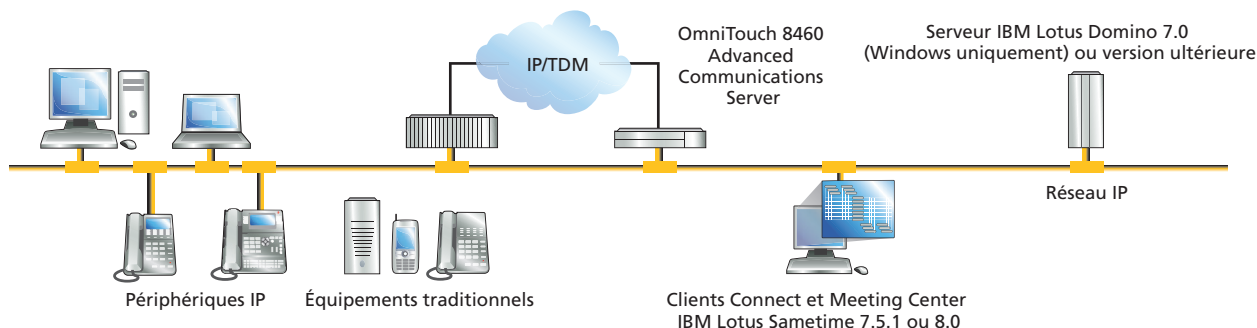 OmniTouch 8460
Advanced
Communications
Server
Serveur IBM Lotus Domino 7.0
(Windows uniquement) ou version ultérieure
IP/TDM
Réseau IP
Périphériques IP
Équipements traditionnels
Clients Connect et Meeting Center
IBM Lotus Sametime 7.5.1 ou 8.0